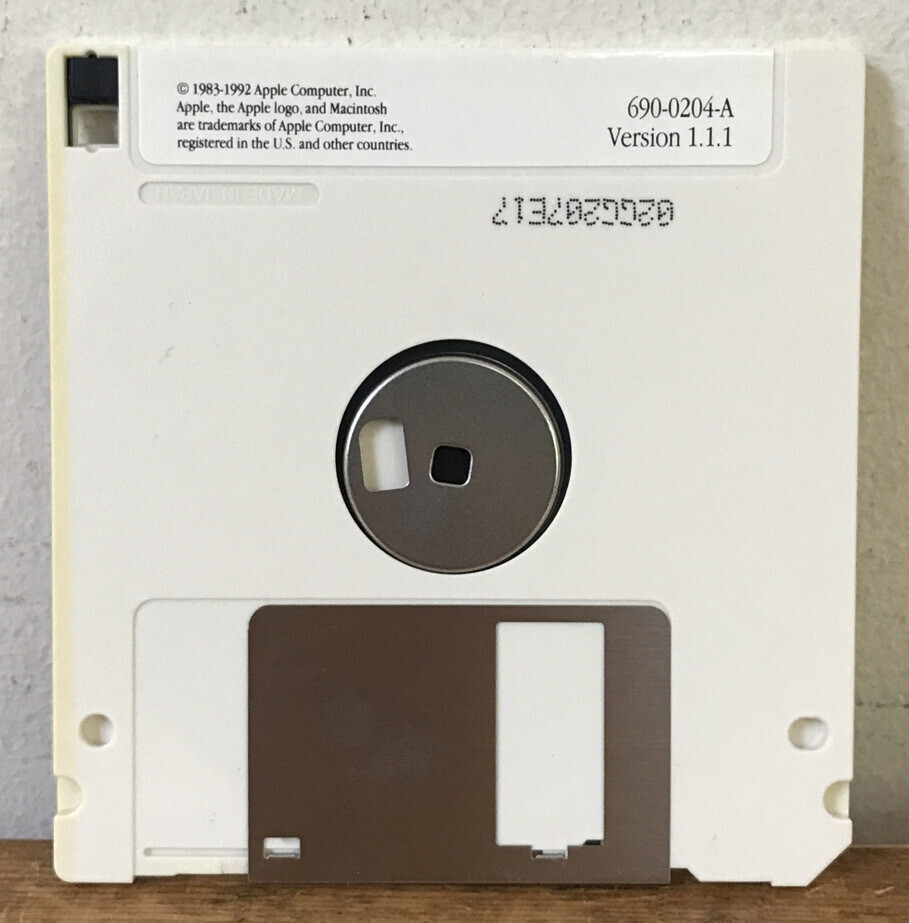 © 1983-1992 Apple Computer, Inc.
Apple, the Apple logo, and Macintosh
are trademarks of Apple Computer, Inc.,
registered in the U.S. and other countries.
690-0204-A
Version 1.1.1
MADE IN JAPAN
02GG207E17